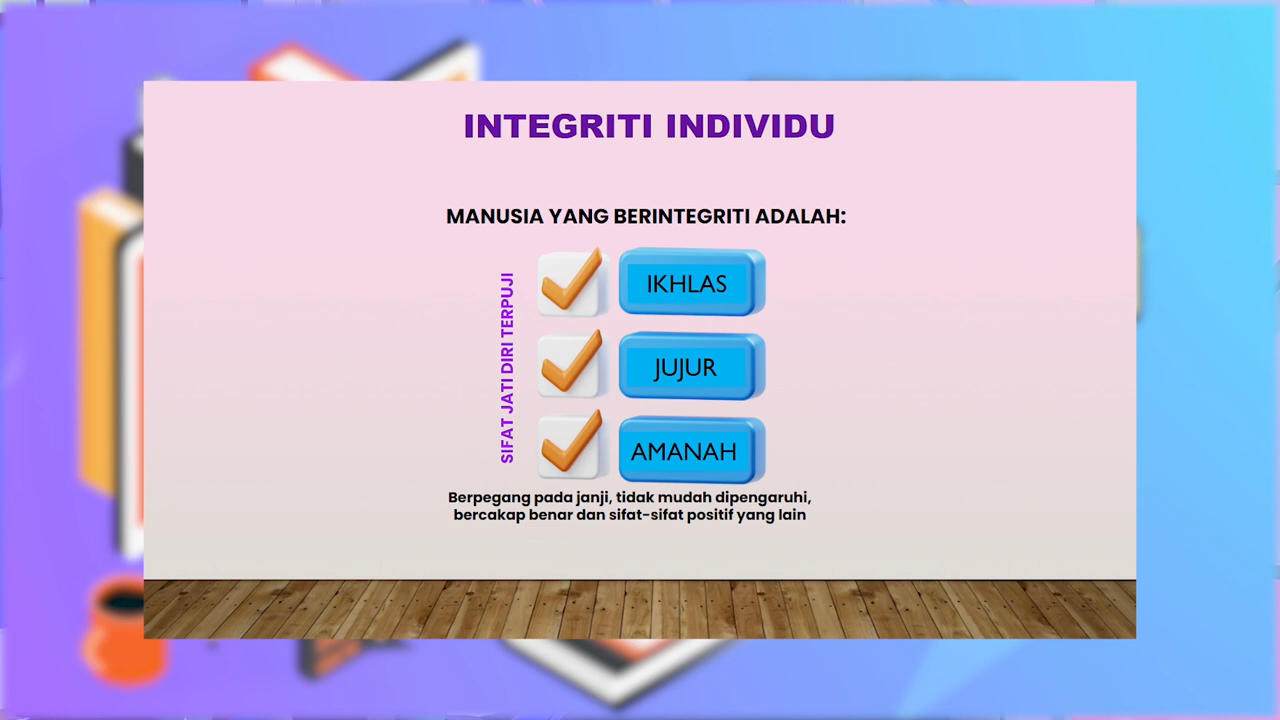 INTEGRITI INDIVIDU
MANUSIA YANG BERINTEGRITI ADALAH:
SIFAT JATI DIRI TERPUJI
IKHLAS
JUJUR
AMANAH
Berpegang pada janji, tidak mudah dipengaruhi,
bercakap benar dan sifat-sifat positif yang lain